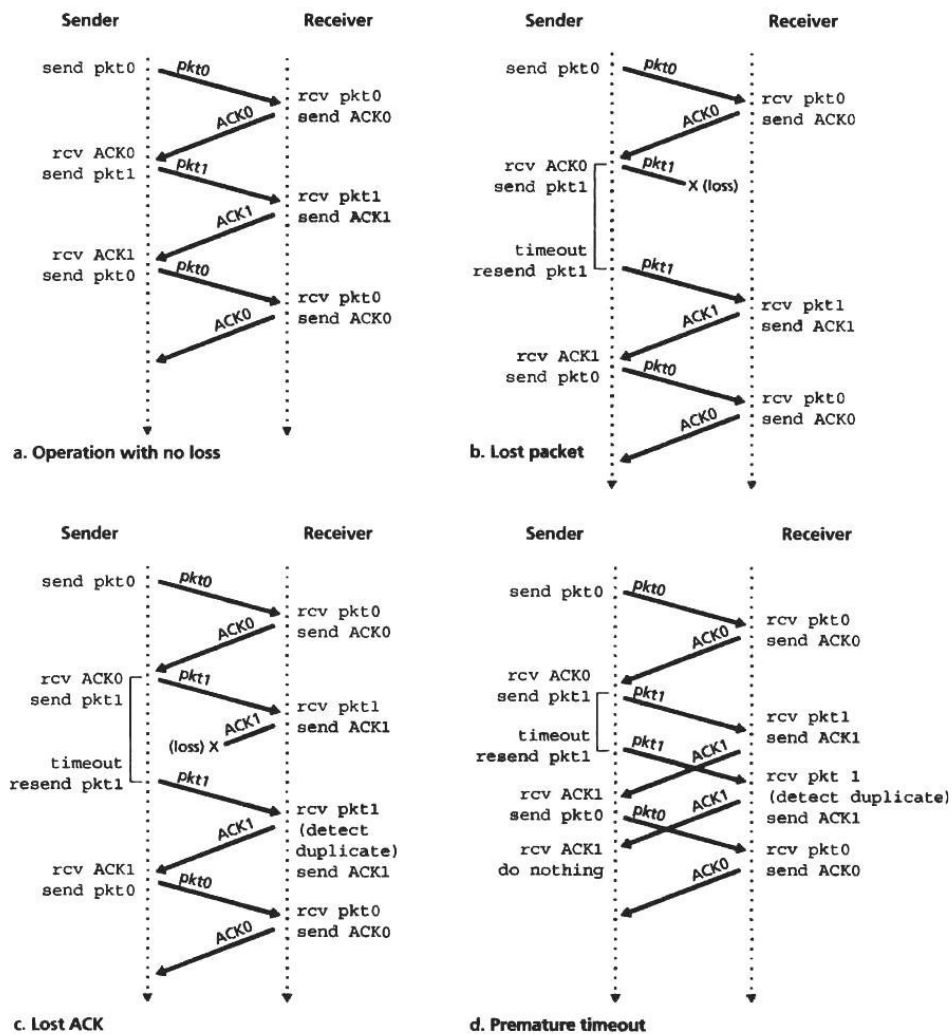 Sender
Receiver
send pkt0
pkt0
rcv pkt0
send ACK0
ACK0
rcv ACK0
send pkt1
pkt1
rcv pkt1
send ACK1
ACK1
rcv ACK1
send pkt0
pkt0
rcv pkt0
send ACK0
ACK0
a. Operation with no loss
Sender
Receiver
send pkt0
pkt0
rcv pkt0
send ACK0
ACK0
rcv ACK0
send pkt1
pkt1
X (loss)
timeout
resend pkt1
pkt1
rcv pkt1
send ACK1
ACK1
rcv ACK1
send pkt0
pkt0
rcv pkt0
send ACK0
ACK0
b. Lost packet
Sender
Receiver
send pkt0
pkt0
rcv pkt0
send ACK0
ACK0
rcv ACK0
send pkt1
pkt1
rcv pkt1
send ACK1
ACK1
(loss) X
timeout
resend pkt1
pkt1
rcv pkt1
(detect
duplicate)
send ACK1
ACK1
rcv ACK1
send pkt0
pkt0
rcv pkt0
send ACK0
ACK0
c. Lost ACK
Sender
Receiver
send pkt0
pkt0
rcv pkt0
send ACK0
ACK0
rcv ACK0
send pkt1
pkt1
rcv pkt1
send ACK1
ACK1
timeout
resend pkt1
pkt1
rcv pkt 1
(detect duplicate)
send ACK1
ACK1
rcv ACK1
send pkt0
pkt0
rcv pkt0
send ACK0
rcv ACK1
do nothing
ACK0
d. Premature timeout